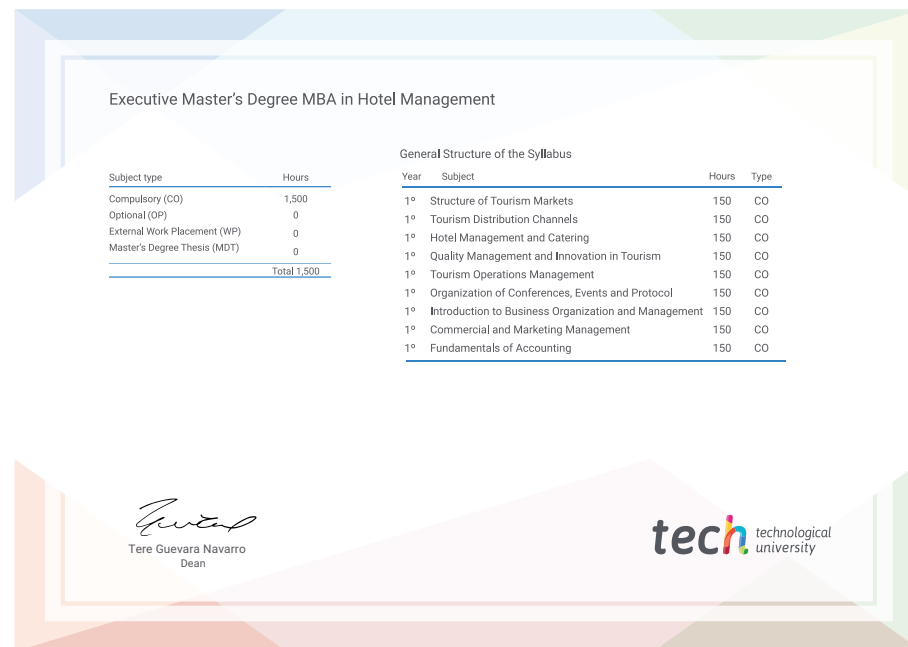 Executive Master's Degree MBA in Hotel Management
Subject type Hours
Compulsory (CO) 1,500
Optional (OP) 0
External Work Placement (WP) 0
Master's Degree Thesis (MDT) 0
Total 1,500
General Structure of the Syllabus
Year Subject Hours Type
1º Structure of Tourism Markets 150 CO
1º Tourism Distribution Channels 150 CO
1º Hotel Management and Catering 150 CO
1º Quality Management and Innovation in Tourism 150 CO
1º Tourism Operations Management 150 CO
1º Organization of Conferences, Events and Protocol 150 CO
1º Introduction to Business Organization and Management 150 CO
1º Commercial and Marketing Management 150 CO
1º Fundamentals of Accounting 150 CO
Tere Guevara Navarro
Dean
tech technological
university